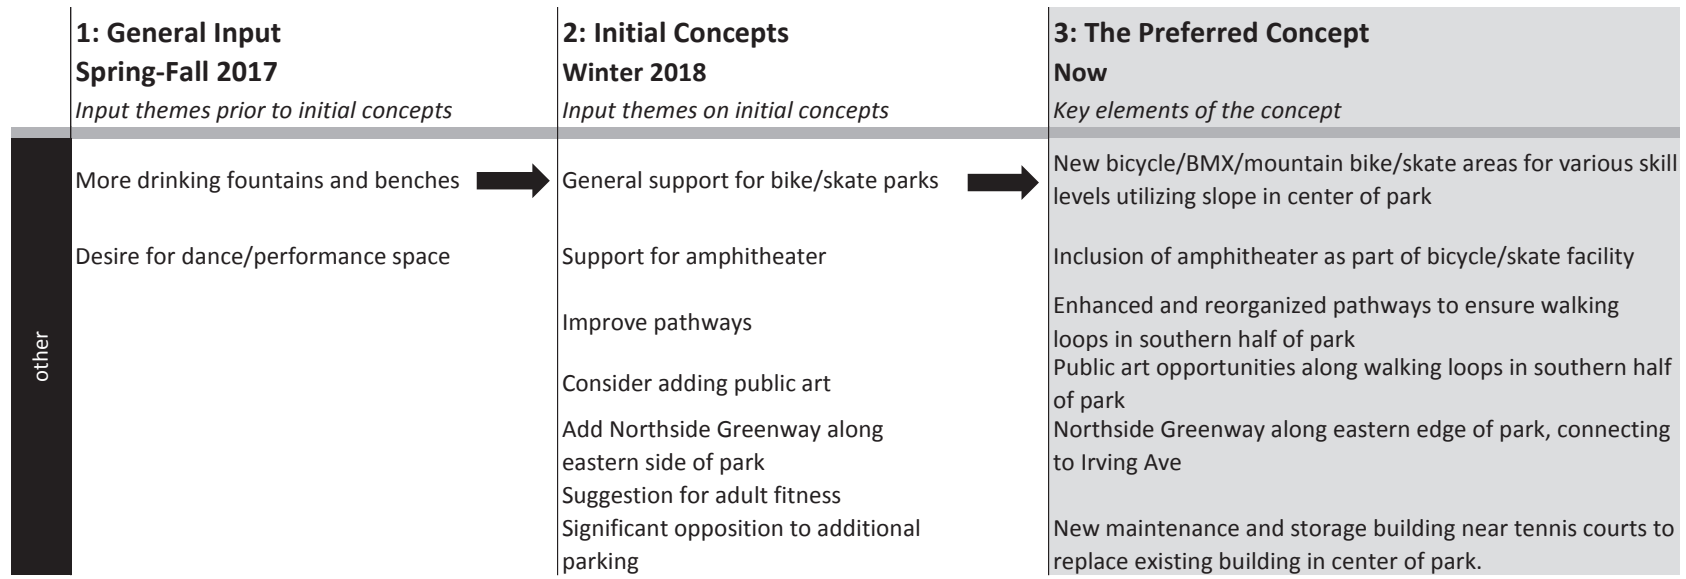 1: General Input
Spring-Fall 2017
Input themes prior to initial concepts
2: Initial Concepts
Winter 2018
Input themes on initial concepts
3: The Preferred Concept
Now
Key elements of the concept
other
More drinking fountains and benches
General support for bike/skate parks
New bicycle/BMX/mountain bike/skate areas for various skill
levels utilizing slope in center of park
Desire for dance/performance space
Support for amphitheater
Inclusion of amphitheater as part of bicycle/skate facility
Improve pathways
Enhanced and reorganized pathways to ensure walking
loops in southern half of park
Consider adding public art
Public art opportunities along walking loops in southern half
of park
Add Northside Greenway along
eastern side of park
Northside Greenway along eastern edge of park, connecting
to Irving Ave
Suggestion for adult fitness
Significant opposition to additional
parking
New maintenance and storage building near tennis courts to
replace existing building in center of park.